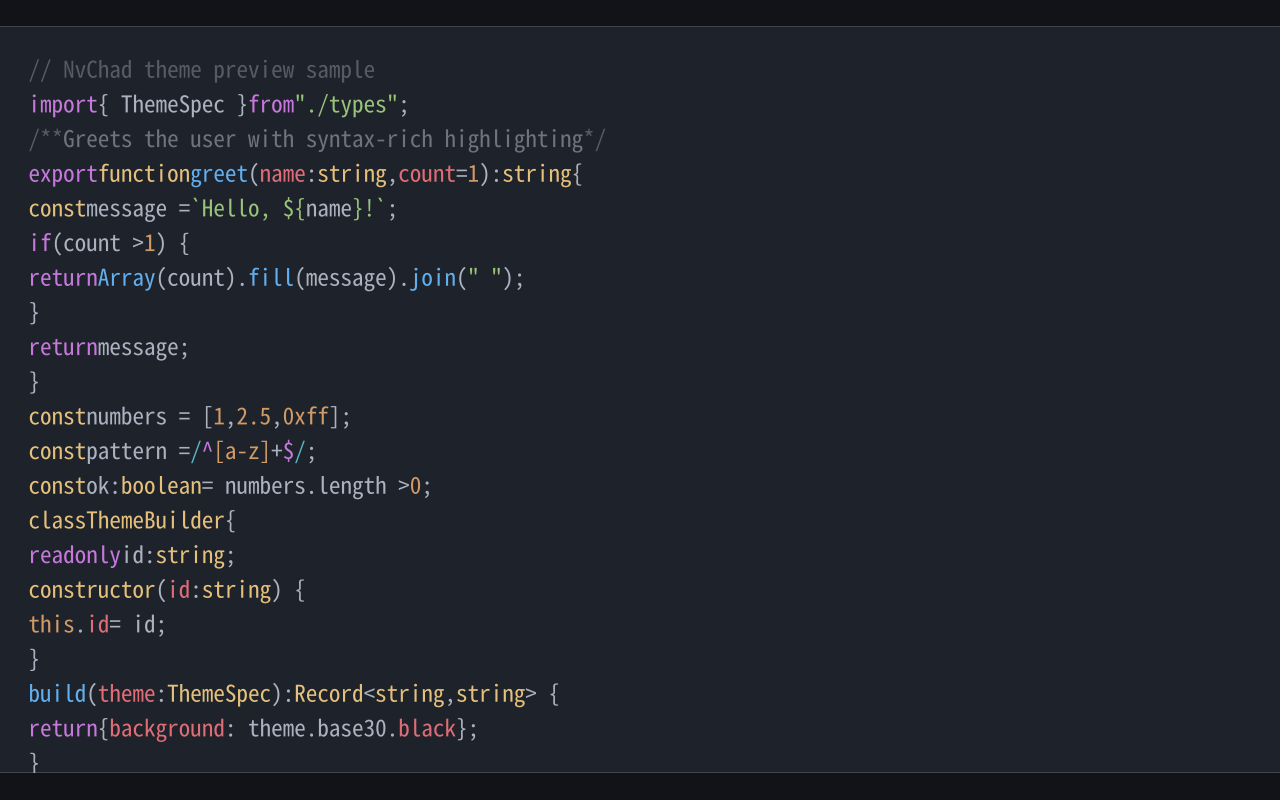 // NvChad theme preview sample
import{ ThemeSpec }from"./types";
/**Greets the user with syntax-rich highlighting*/
exportfunctiongreet(name:string,count=1):string{
constmessage =`Hello, ${name}!`;
if(count >1) {
returnArray(count).fill(message).join(" ");
}
returnmessage;
}
constnumbers = [1,2.5,0xff];
constpattern =/^[a-z]+$/;
constok:boolean= numbers.length >0;
classThemeBuilder{
readonlyid:string;
constructor(id:string) {
this.id= id;
}
build(theme:ThemeSpec):Record<string,string> {
return{background: theme.base30.black};
}